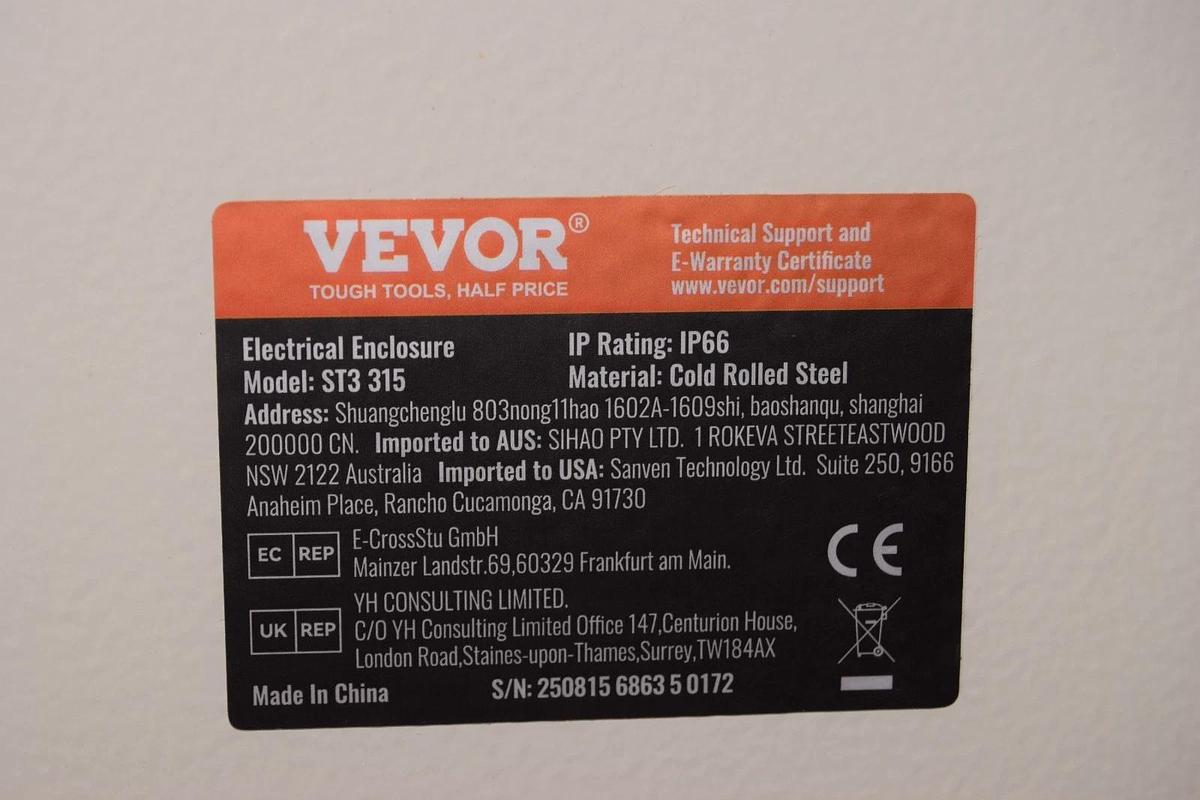 VEVOR®
TOUGH TOOLS, HALF PRICE
Technical Support and
E-Warranty Certificate
www.vevor.com/support
Electrical Enclosure
Model: ST3 315
IP Rating: IP66
Material: Cold Rolled Steel
Address: Shuangchenglu 803nong11hao 1602A-1609shi, baoshanqu, shanghai
200000 CN. Imported to AUS: SIHAO PTY LTD. 1 ROKEVA STREETEASTWOOD
NSW 2122 Australia Imported to USA: Sanven Technology Ltd. Suite 250, 9166
Anaheim Place, Rancho Cucamonga, CA 91730
EC REP
E-CrossStu GmbH
Mainzer Landstr.69,60329 Frankfurt am Main.
UK REP
YH CONSULTING LIMITED.
C/O YH Consulting Limited Office 147,Centurion House,
London Road,Staines-upon-Thames,Surrey,TW184AX
CE
Made In China
S/N: 250815 6863 5 0172